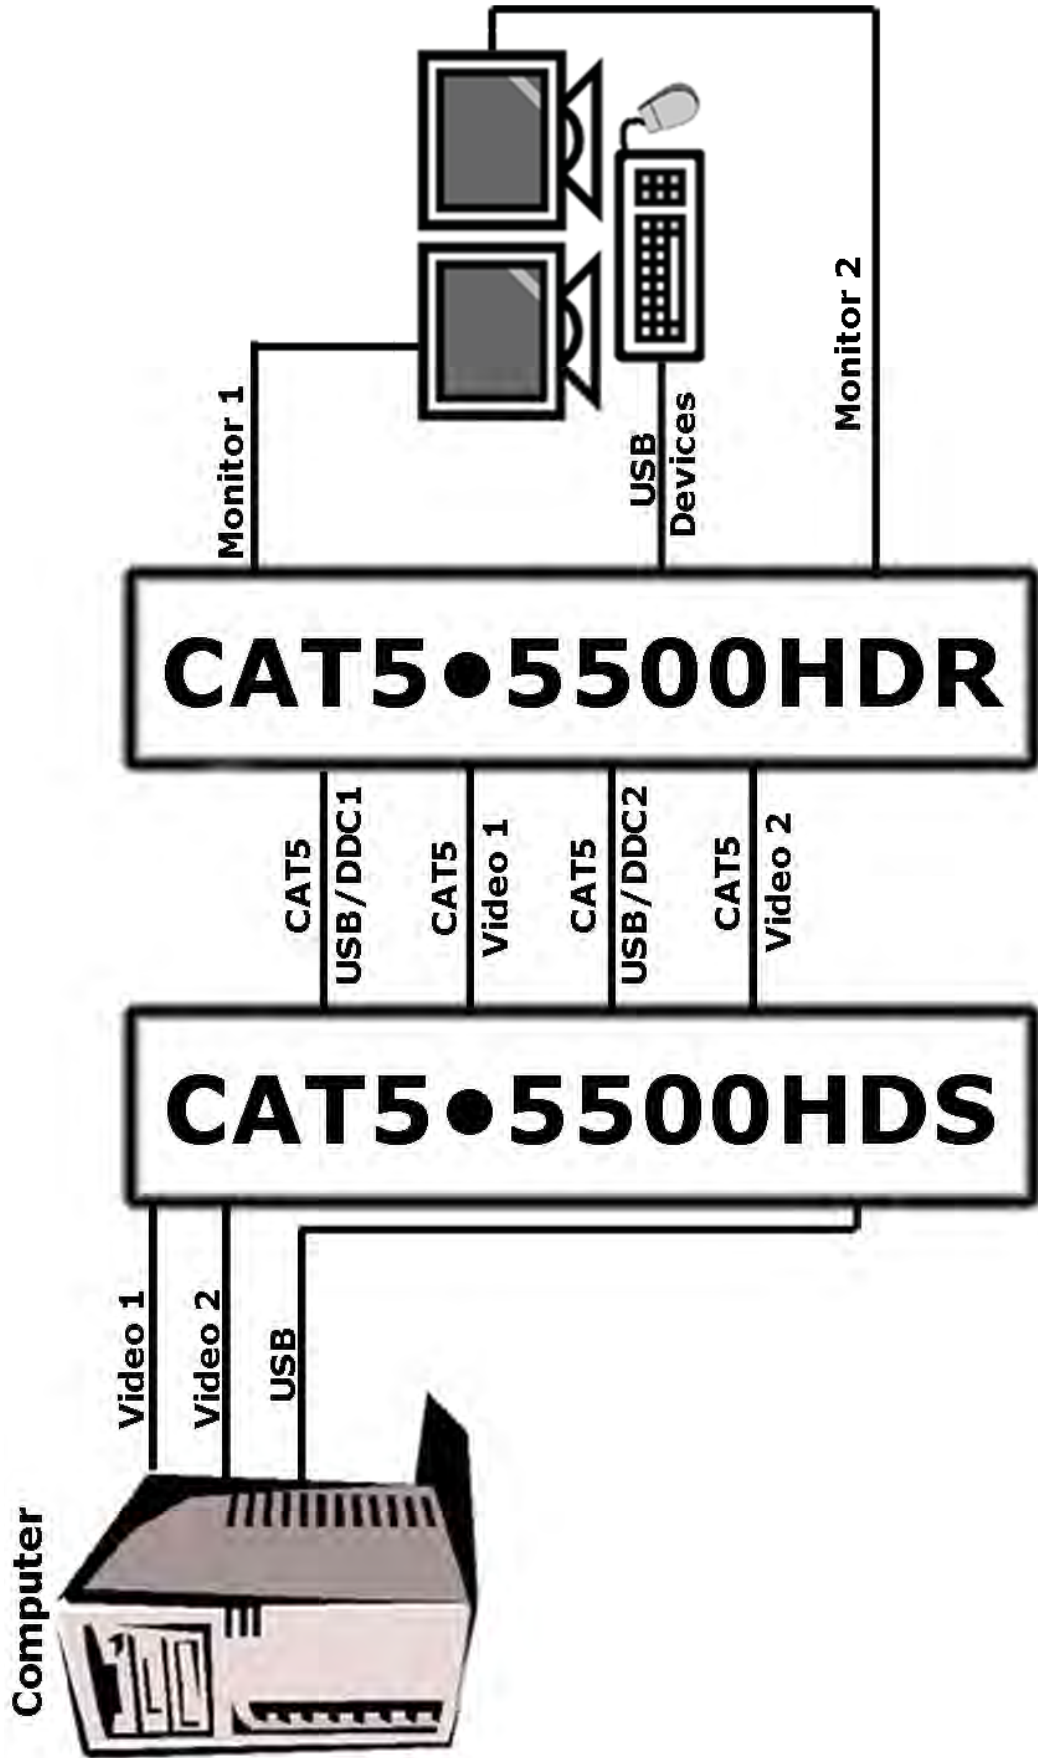 Monitor 1
USB
Devices
Monitor 2
CAT5●5500HDR
CAT5
USB/DDC1
CAT5
Video 1
CAT5
USB/DDC2
CAT5
Video 2
CAT5●5500HDS
Video 1
Video 2
USB
Computer